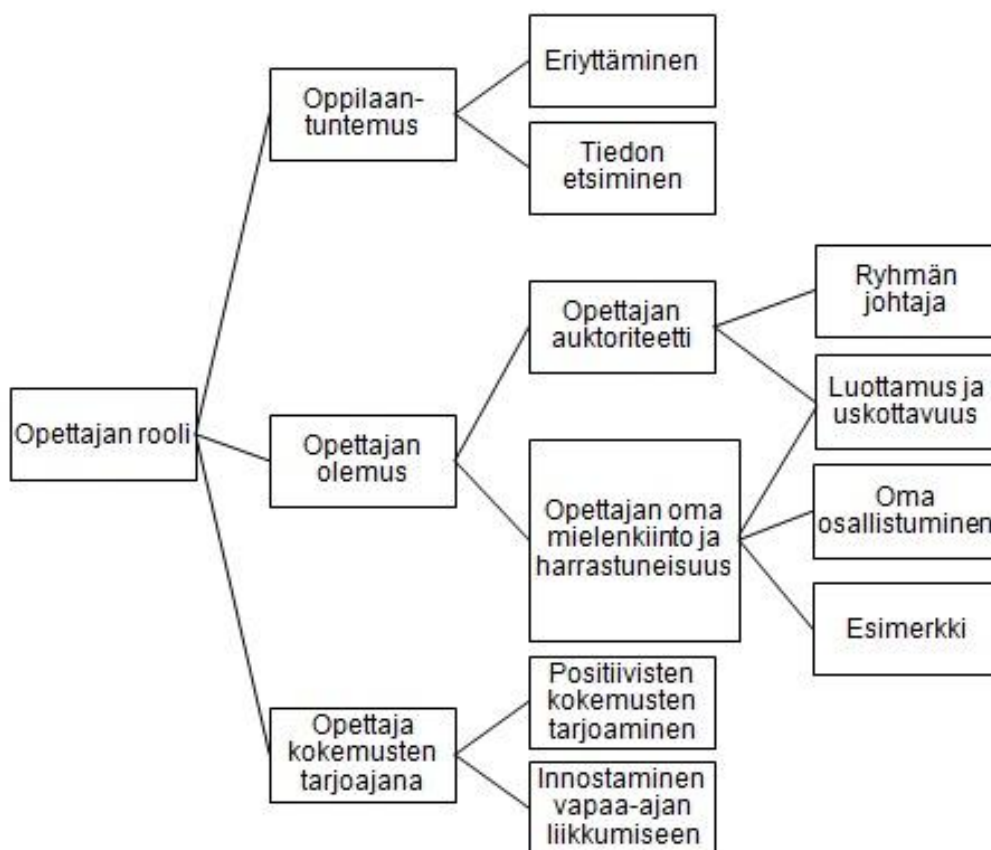 Eriyttäminen
Oppilaan-
tuntemus
Tiedon
etsiminen
Ryhmän
johtaja
Opettajan
auktoriteetti
Luottamus ja
uskottavuus
Opettajan rooli
Opettajan
olemus
Opettajan oma
mielenkiinto ja
harrastuneisuus
Oma
osallistuminen
Esimerkki
Positiivisten
kokemusten
tarjoaminen
Opettaja
kokemusten
tarjoajana
Innostaminen
vapaa-ajan
liikkumiseen